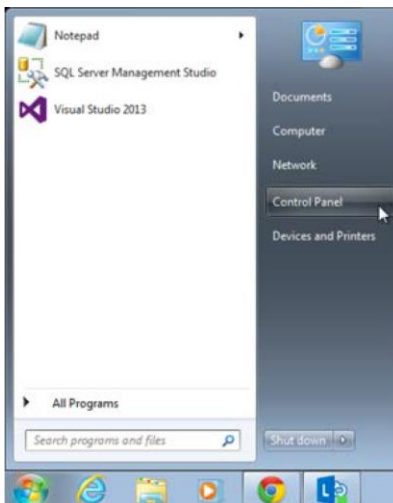 Notepad
SQL Server Management Studio
Visual Studio 2013
All Programs
Search programs and files
Documents
Computer
Network
Control Panel
Devices and Printers
Shut down